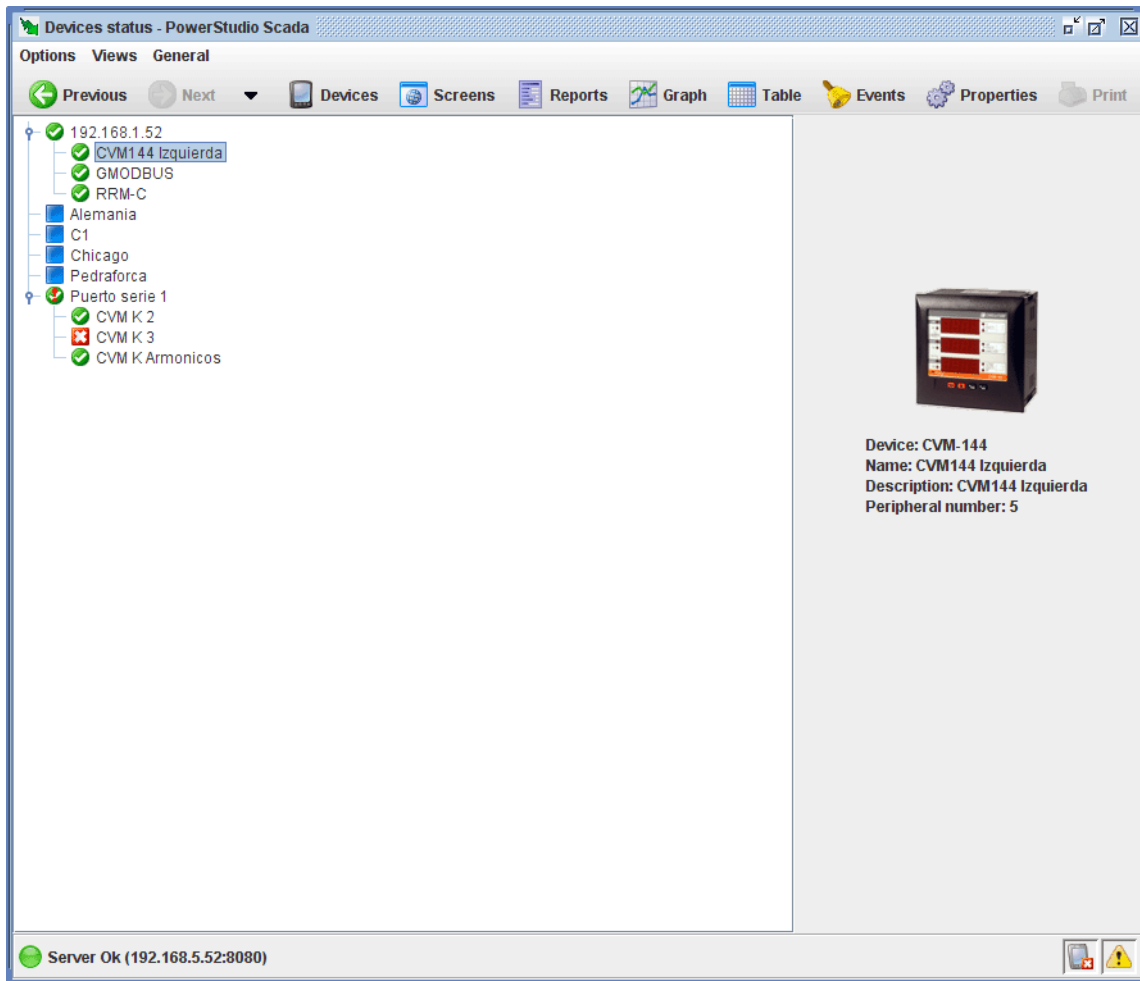 Devices status - PowerStudio Scada
Options Views General
Previous Next Devices Screens Reports Graph Table Events Properties Print
192.168.1.52
CVM144 Izquierda
GMODBUS
RRM-C
Alemania
C1
Chicago
Pedraforca
Puerto serie 1
CVM K 2
CVM K 3
CVM K Armonicos
Device: CVM-144
Name: CVM144 Izquierda
Description: CVM144 Izquierda
Peripheral number: 5
Server Ok (192.168.5.52:8080)